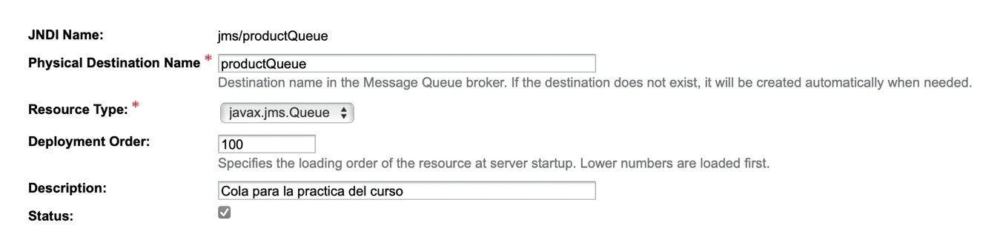 JNDI Name: jms/productQueue
Physical Destination Name * productQueue
Destination name in the Message Queue broker. If the destination does not exist, it will be created automatically when needed.
Resource Type: * javax.jms.Queue
Deployment Order: 100
Specifies the loading order of the resource at server startup. Lower numbers are loaded first.
Description: Cola para la practica del curso
Status: